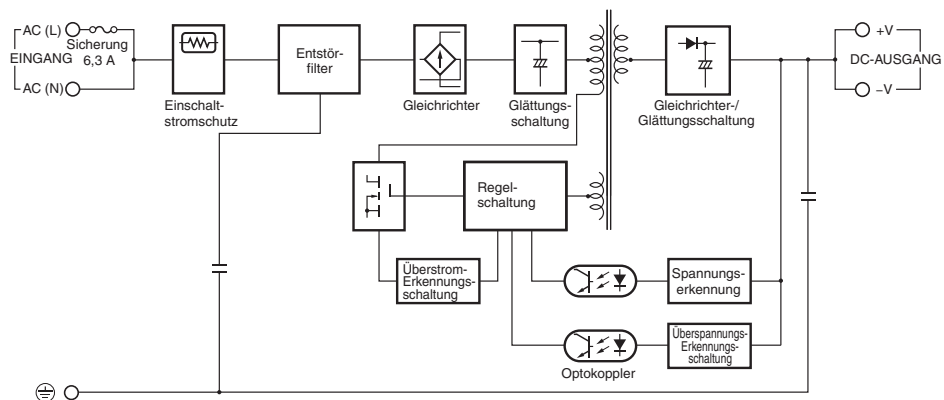 AC (L)
Sicherung
EINGANG
6,3 A
AC (N)
Einschalt-
stromschutz
Entstör-
filter
Gleichrichter
Glättungs-
schaltung
Gleichrichter-/
Glättungsschaltung
+V
DC-AUSGANG
–V
Regel-
schaltung
Überstrom-
Erkennungs-
schaltung
Spannungs-
erkennung
Überspannungs-
Erkennungs-
schaltung
Optokoppler